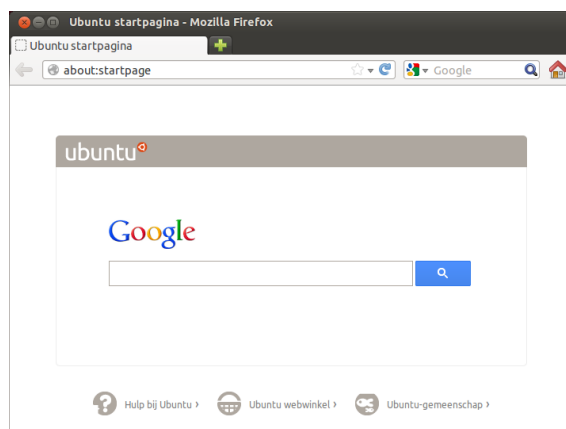 Ubuntu startpagina - Mozilla Firefox
Ubuntu startpagina
about:startpage
Google
ubuntu
Google
Hulp bij Ubuntu ›
Ubuntu webwinkel ›
Ubuntu-gemeenschap ›